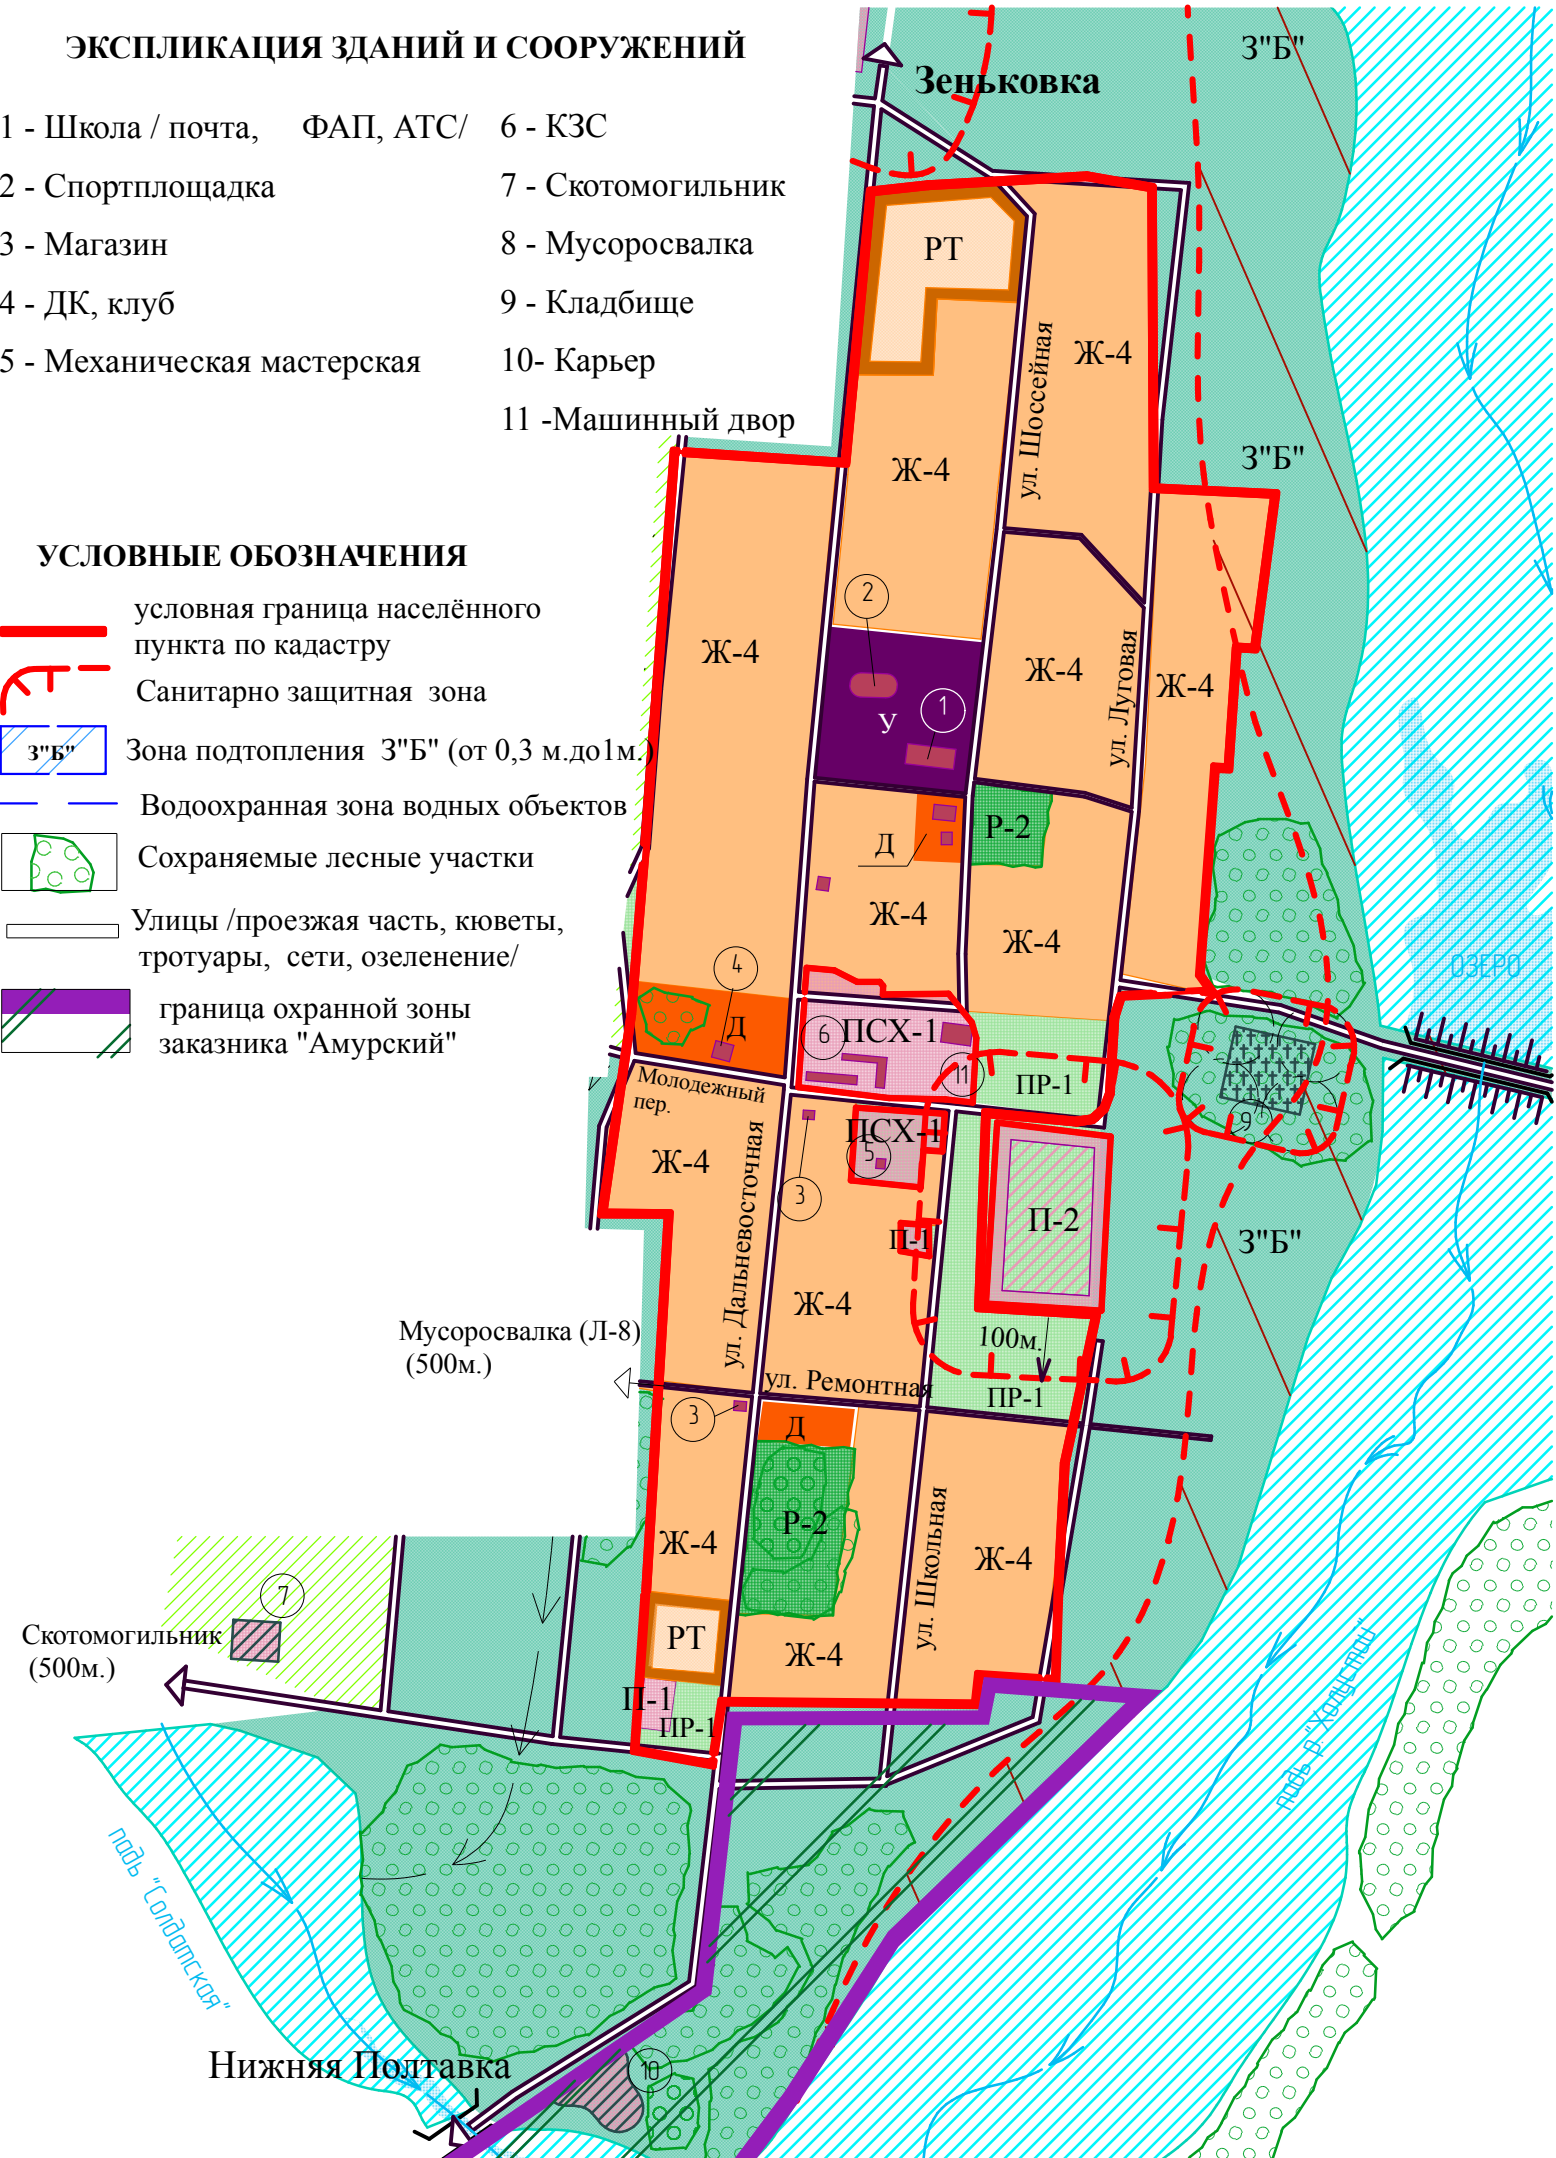 ЭКСПЛИКАЦИЯ ЗДАНИЙ И СООРУЖЕНИЙ
1 - Школа / почта, ФАП, АТС/
2 - Спортплощадка
3 - Магазин
4 - ДК, клуб
5 - Механическая мастерская
6 - КЗС
7 - Скотомогильник
8 - Мусоросвалка
9 - Кладбище
10- Карьер
11 -Машинный двор
УСЛОВНЫЕ ОБОЗНАЧЕНИЯ
условная граница населённого
пункта по кадастру
Санитарно защитная зона
З"Б"
Зона подтопления З"Б" (от 0,3 м.до1м.)
Водоохранная зона водных объектов
Сохраняемые лесные участки
Улицы /проезжая часть, кюветы,
тротуары, сети, озеленение/
граница охранной зоны
заказника "Амурский"
З"Б"
Зеньковка
РТ
Ж-4
ул. Шоссейная
Ж-4
З"Б"
2
Ж-4
Ж-4
ул. Луговая
Ж-4
1
У
Р-2
Д
Ж-4
Ж-4
4
ОЗЕРО
Д
6
ПСХ-1
11
ПР-1
Молодежный
пер.
9
ПСХ-1
5
Ж-4
ул. Дальневосточная
3
П-2
П-1
З"Б"
Ж-4
Мусоросвалка (Л-8)
(500м.)
100м.
ул. Ремонтная
ПР-1
3
Д
Р-2
Ж-4
ул. Школьная
Ж-4
7
Скотомогильник
(500м.)
РТ
Ж-4
П-1
ПР-1
падь р."Холустай"
падь "Солдатская"
Нижняя Полтавка
10